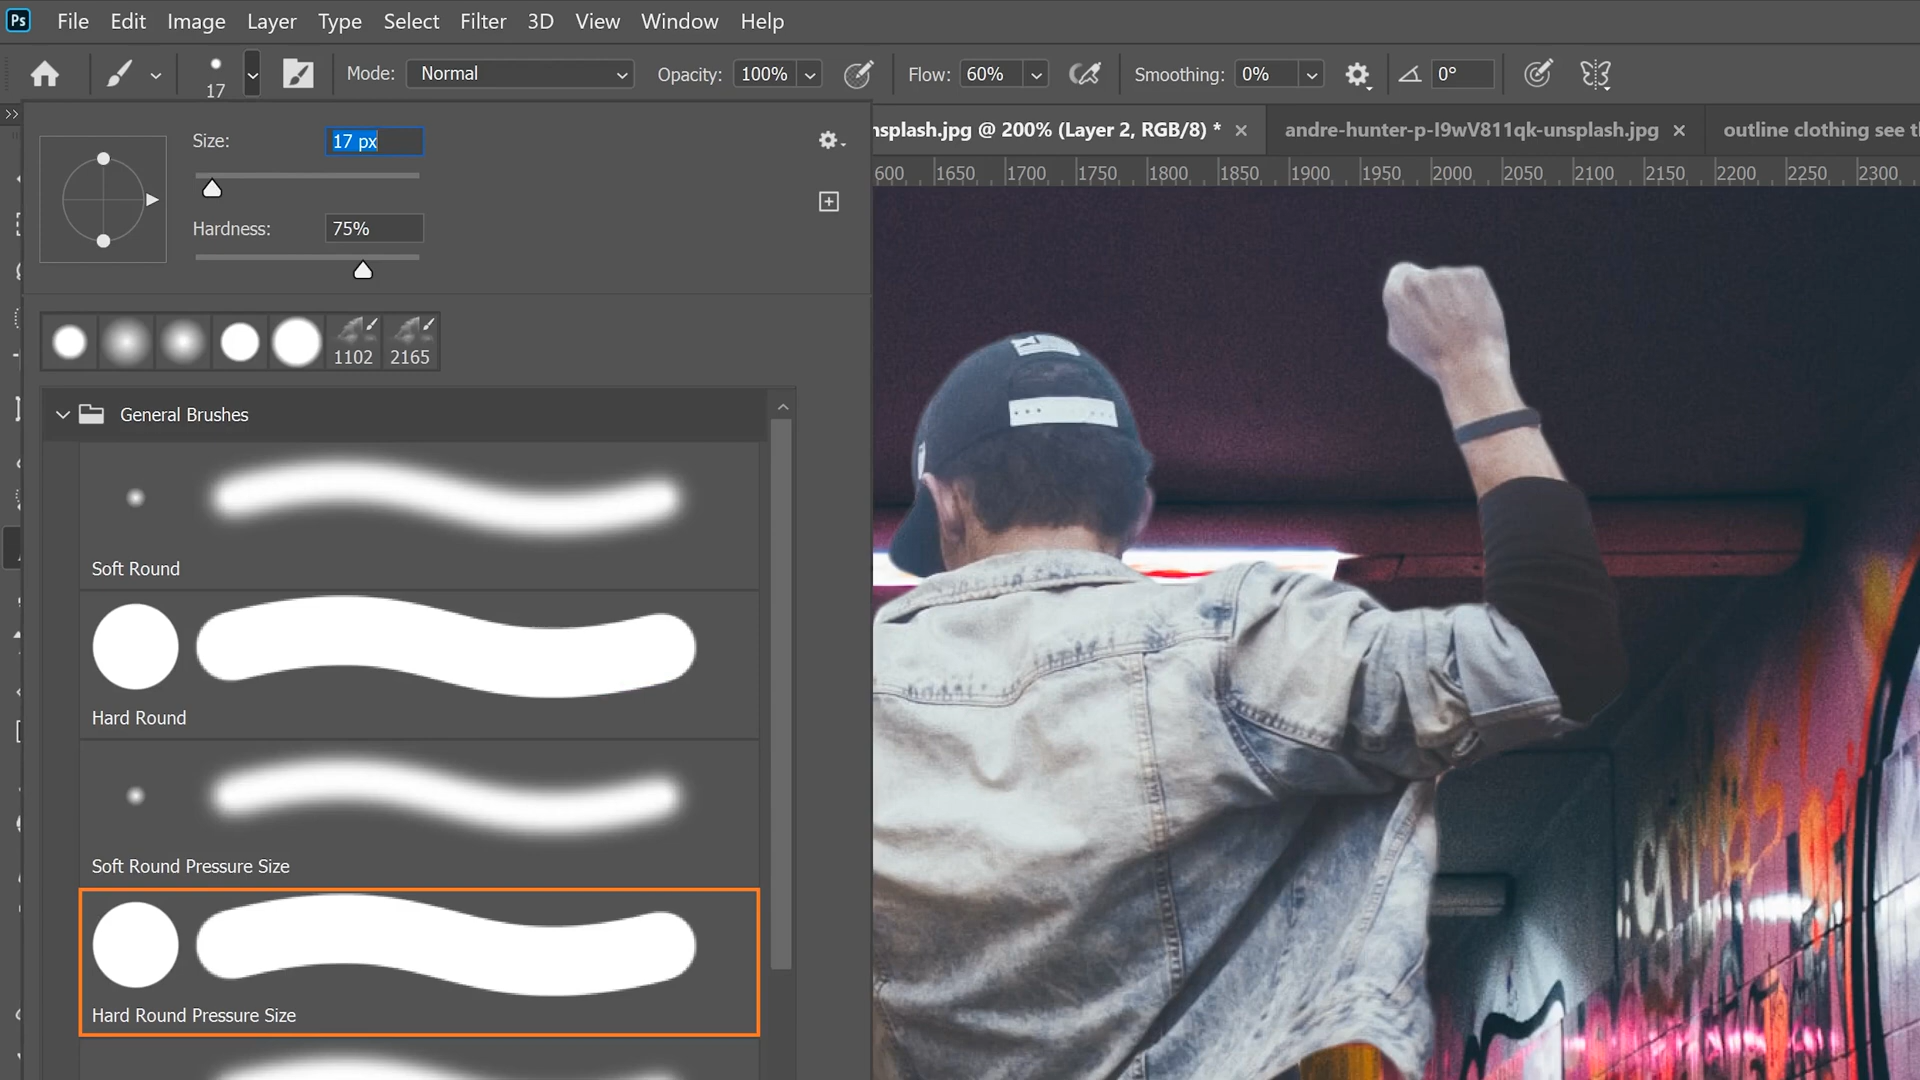 Ps File Edit Image Layer Type Select Filter 3D View Window Help
17 Mode: Normal Opacity: 100% Flow: 60% Smoothing: 0% 0°
nsplash.jpg @ 200% (Layer 2, RGB/8) * andre-hunter-p-I9wV811qk-unsplash.jpg outline clothing see
600 1650 1700 1750 1800 1850 1900 1950 2000 2050 2100 2150 2200 2250 2300
Size: 17 px
Hardness: 75%
1102 2165
General Brushes
Soft Round
Hard Round
Soft Round Pressure Size
Hard Round Pressure Size